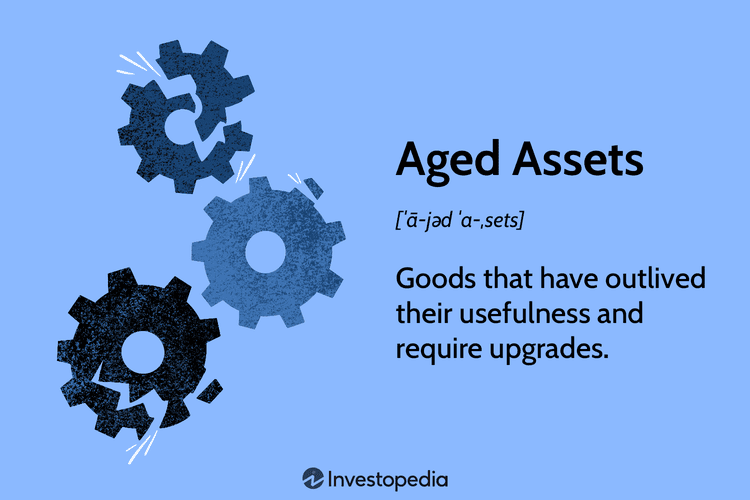 Aged Assets
[ˈā-jəd ˈa-ˌsets]
Goods that have outlived
their usefulness and
require upgrades.
Investopedia